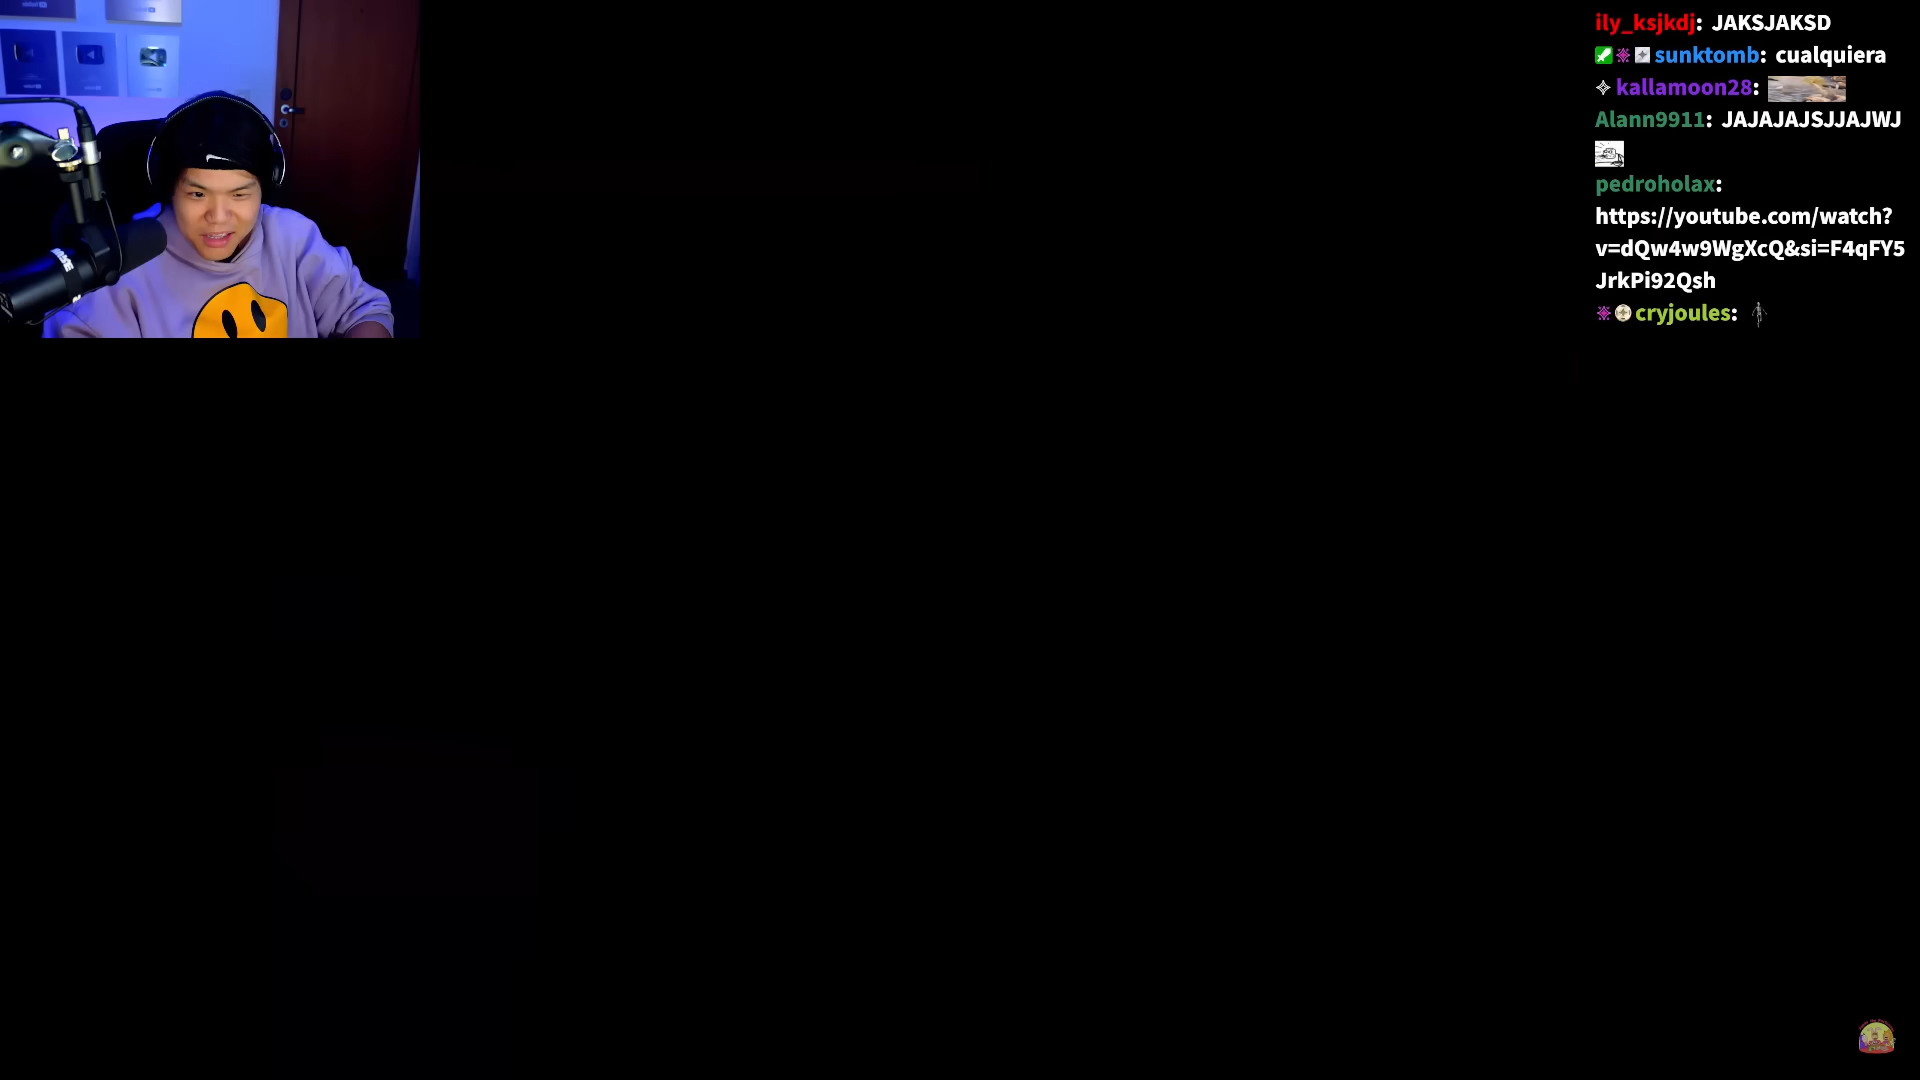 ily_ksjkdj: JAKSJAKSD
sunktomb: cualquiera
kallamoon28:
Alann9911: JAJAJAJSJJAJWJ
pedroholax:
https://youtube.com/watch?
v=dQw4w9WgXcQ&si=F4qFY5
JrkPi92Qsh
cryjoules: